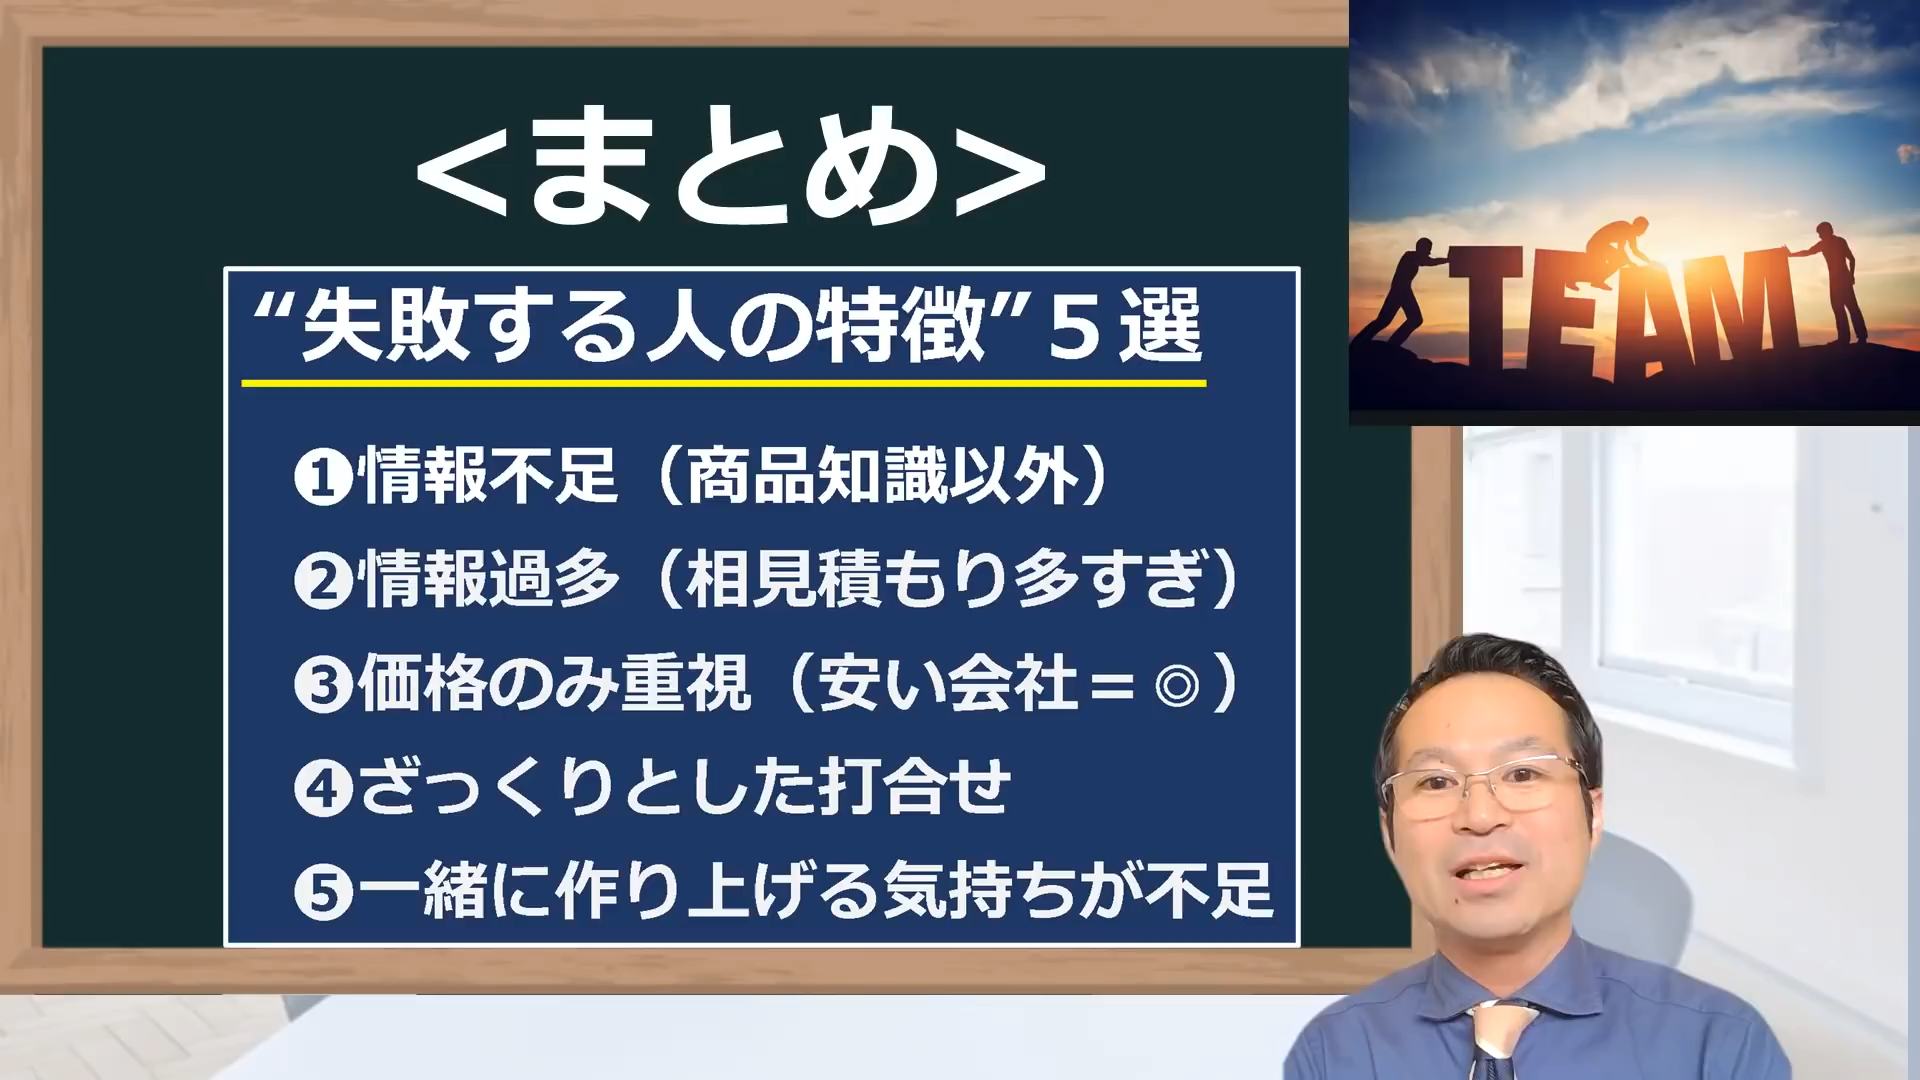 <まとめ>
“失敗する人の特徴”５選
❶情報不足（商品知識以外）
❷情報過多（相見積もり多すぎ）
❸価格のみ重視（安い会社＝◎）
❹ざっくりとした打合せ
❺一緒に作り上げる気持ちが不足
TEAM